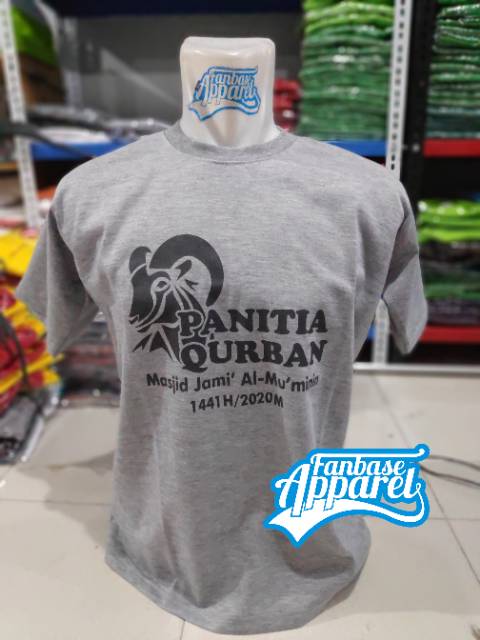 Fanbase
Apparel
PANITIA
QURBAN
Masjid Jami' Al-Mu'minin
1441H/2020M
Fanbase
Apparel